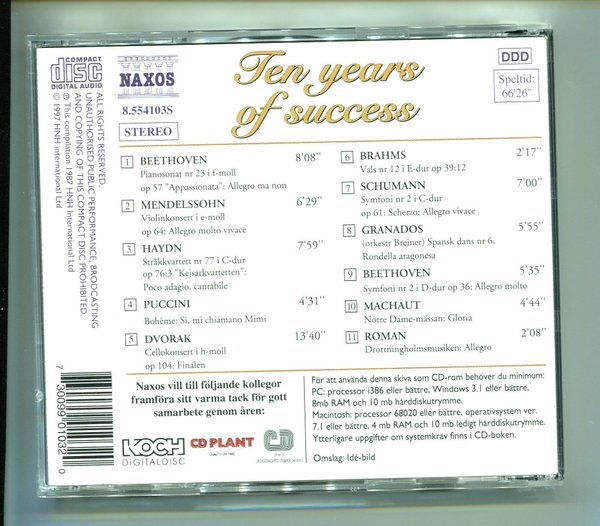 COMPACT
disc
DIGITAL AUDIO
NAXOS
8.554103S
STEREO
Ten years
of success
DDD
Speltid:
66'26"
1 BEETHOVEN 8'08"
Pianosonat nr 23 i f-moll
op 57 "Appassionata": Allegro ma non
2 MENDELSSOHN 6'29"
Violinkonsert i e-moll
op 64: Allegro molto vivace
3 HAYDN 7'59"
Stråkkvartett nr 77 i C-dur
op 76:3 "Kejsarkvartetten":
Poco adagio, cantabile
4 PUCCINI 4'31"
Bohème: Si, mi chiamano Mimi
5 DVORAK 13'40"
Cellokonsert i h-moll
op 104: Finalen
6 BRAHMS 2'17"
Vals nr 12 i E-dur op 39:12
7 SCHUMANN 7'00"
Symfoni nr 2 i C-dur
op 61: Scherzo: Allegro vivace
8 GRANADOS 5'55"
(orkestr Breiner) Spansk dans nr 6,
Rondella aragonesa
9 BEETHOVEN 5'35"
Symfoni nr 2 i D-dur op 36: Allegro molto
10 MACHAUT 4'44"
Notre Dame-mässan: Gloria
11 ROMAN 2'08"
Drottningholmsmusiken: Allegro
ALL RIGHTS RESERVED.
UNAUTHORISED PUBLIC PERFORMANCE, BRODCASTING
AND COPYING OF THIS COMPACT DISC PROHIBITED.
℗ This compilation 1987 HNH International Ltd
© 1997 HNH international Ltd
7 300099101032 0
Naxos vill till följande kollegor
framföra sitt varma tack för gott
samarbete genom åren:
KOCH
DIGITALDISC
CD PLANT
CD
För att använda denna skiva som CD-rom behöver du minimum:
PC: processor i386 eller bättre, Windows 3.1 eller bättre,
8mb RAM och 10 mb hårddiskutrymme.
Macintosh: processor 68020 eller bättre, operativsystem ver.
7.1 eller bättre, 4 mb RAM och 10 mb ledigt hårddiskutrymme.
Ytterligare uppgifter om systemkrav finns i CD-boken.
Omslag: Idé-bild